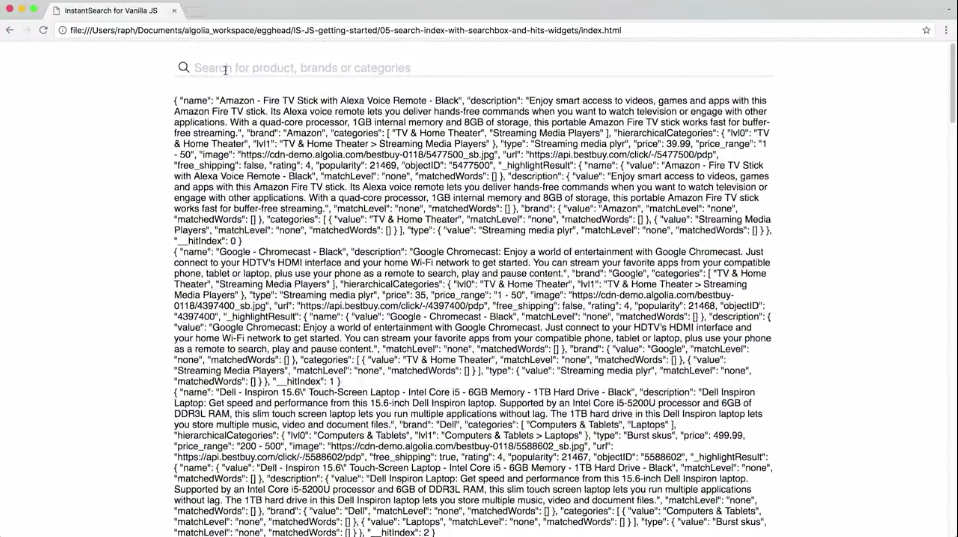 InstantSearch for Vanilla JS
file:///Users/raph/Documents/algolia_workspace/egghead/IS-JS-getting-started/05-search-index-with-searchbox-and-hits-widgets/index.html
Search for product, brands or categories
{ "name": "Amazon - Fire TV Stick with Alexa Voice Remote - Black", "description": "Enjoy smart access to videos, games and apps with this
Amazon Fire TV stick. Its Alexa voice remote lets you deliver hands-free commands when you want to watch television or engage with other
applications. With a quad-core processor, 1GB internal memory and 8GB of storage, this portable Amazon Fire TV stick works fast for buffer-
free streaming.", "brand": "Amazon", "categories": [ "TV & Home Theater", "Streaming Media Players" ], "hierarchicalCategories": { "lvl0": "TV
& Home Theater", "lvl1": "TV & Home Theater > Streaming Media Players" }, "type": "Streaming media plyr", "price": 39.99, "price_range": "1
- 50", "image": "https://cdn-demo.algolia.com/bestbuy-0118/5477500_sb.jpg", "url": "https://api.bestbuy.com/click/-/5477500/pdp",
"free_shipping": false, "rating": 4, "popularity": 21469, "objectID": "5477500", "_highlightResult": { "name": { "value": "Amazon - Fire TV Stick
with Alexa Voice Remote - Black", "matchLevel": "none", "matchedWords": [] }, "description": { "value": "Enjoy smart access to videos, games
and apps with this Amazon Fire TV stick. Its Alexa voice remote lets you deliver hands-free commands when you want to watch television or
engage with other applications. With a quad-core processor, 1GB internal memory and 8GB of storage, this portable Amazon Fire TV stick
works fast for buffer-free streaming.", "matchLevel": "none", "matchedWords": [] }, "brand": { "value": "Amazon", "matchLevel": "none",
"matchedWords": [] }, "categories": [ { "value": "TV & Home Theater", "matchLevel": "none", "matchedWords": [] }, { "value": "Streaming Media
Players", "matchLevel": "none", "matchedWords": [] } ], "type": { "value": "Streaming media plyr", "matchLevel": "none", "matchedWords": [] } },
"__hitIndex": 0 }
{ "name": "Google - Chromecast - Black", "description": "Google Chromecast: Enjoy a world of entertainment with Google Chromecast. Just
connect to your HDTV's HDMI interface and your home Wi-Fi network to get started. You can stream your favorite apps from your compatible
phone, tablet or laptop, plus use your phone as a remote to search, play and pause content.", "brand": "Google", "categories": [ "TV & Home
Theater", "Streaming Media Players" ], "hierarchicalCategories": { "lvl0": "TV & Home Theater", "lvl1": "TV & Home Theater > Streaming
Media Players" }, "type": "Streaming media plyr", "price": 35, "price_range": "1 - 50", "image": "https://cdn-demo.algolia.com/bestbuy-
0118/4397400_sb.jpg", "url": "https://api.bestbuy.com/click/-/4397400/pdp", "free_shipping": false, "rating": 4, "popularity": 21468, "objectID":
"4397400", "_highlightResult": { "name": { "value": "Google - Chromecast - Black", "matchLevel": "none", "matchedWords": [] }, "description": {
"value": "Google Chromecast: Enjoy a world of entertainment with Google Chromecast. Just connect to your HDTV's HDMI interface and
your home Wi-Fi network to get started. You can stream your favorite apps from your compatible phone, tablet or laptop, plus use your phone
as a remote to search, play and pause content.", "matchLevel": "none", "matchedWords": [] }, "brand": { "value": "Google", "matchLevel":
"none", "matchedWords": [] }, "categories": [ { "value": "TV & Home Theater", "matchLevel": "none", "matchedWords": [] }, { "value":
"Streaming Media Players", "matchLevel": "none", "matchedWords": [] } ], "type": { "value": "Streaming media plyr", "matchLevel": "none",
"matchedWords": [] } }, "__hitIndex": 1 }
{ "name": "Dell - Inspiron 15.6\" Touch-Screen Laptop - Intel Core i5 - 6GB Memory - 1TB Hard Drive - Black", "description": "Dell Inspiron
Laptop: Get speed and performance from this 15.6-inch Dell Inspiron laptop. Supported by an Intel Core i5-5200U processor and 6GB of
DDR3L RAM, this slim touch screen laptop lets you run multiple applications without lag. The 1TB hard drive in this Dell Inspiron laptop lets
you store multiple music, video and document files.", "brand": "Dell", "categories": [ "Computers & Tablets", "Laptops" ],
"hierarchicalCategories": { "lvl0": "Computers & Tablets", "lvl1": "Computers & Tablets > Laptops" }, "type": "Burst skus", "price": 499.99,
"price_range": "200 - 500", "image": "https://cdn-demo.algolia.com/bestbuy-0118/5588602_sb.jpg", "url":
"https://api.bestbuy.com/click/-/5588602/pdp", "free_shipping": true, "rating": 4, "popularity": 21467, "objectID": "5588602", "_highlightResult":
{ "name": { "value": "Dell - Inspiron 15.6\" Touch-Screen Laptop - Intel Core i5 - 6GB Memory - 1TB Hard Drive - Black", "matchLevel": "none",
"matchedWords": [] }, "description": { "value": "Dell Inspiron Laptop: Get speed and performance from this 15.6-inch Dell Inspiron laptop.
Supported by an Intel Core i5-5200U processor and 6GB of DDR3L RAM, this slim touch screen laptop lets you run multiple applications
without lag. The 1TB hard drive in this Dell Inspiron laptop lets you store multiple music, video and document files.", "matchLevel": "none",
"matchedWords": [] }, "brand": { "value": "Dell", "matchLevel": "none", "matchedWords": [] }, "categories": [ { "value": "Computers & Tablets",
"matchLevel": "none", "matchedWords": [] }, { "value": "Laptops", "matchLevel": "none", "matchedWords": [] } ], "type": { "value": "Burst skus",
"matchLevel": "none", "matchedWords": [] } }, "__hitIndex": 2 }